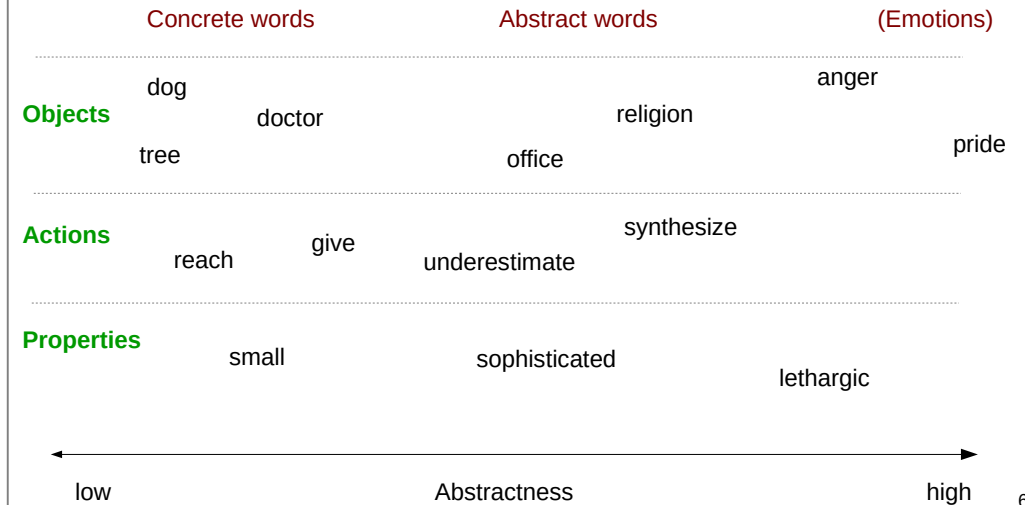 Concrete words Abstract words (Emotions)
anger
dog
Objects doctor religion
tree office pride
synthesize
Actions give
reach underestimate
Properties
small sophisticated
lethargic
low Abstractness high 6